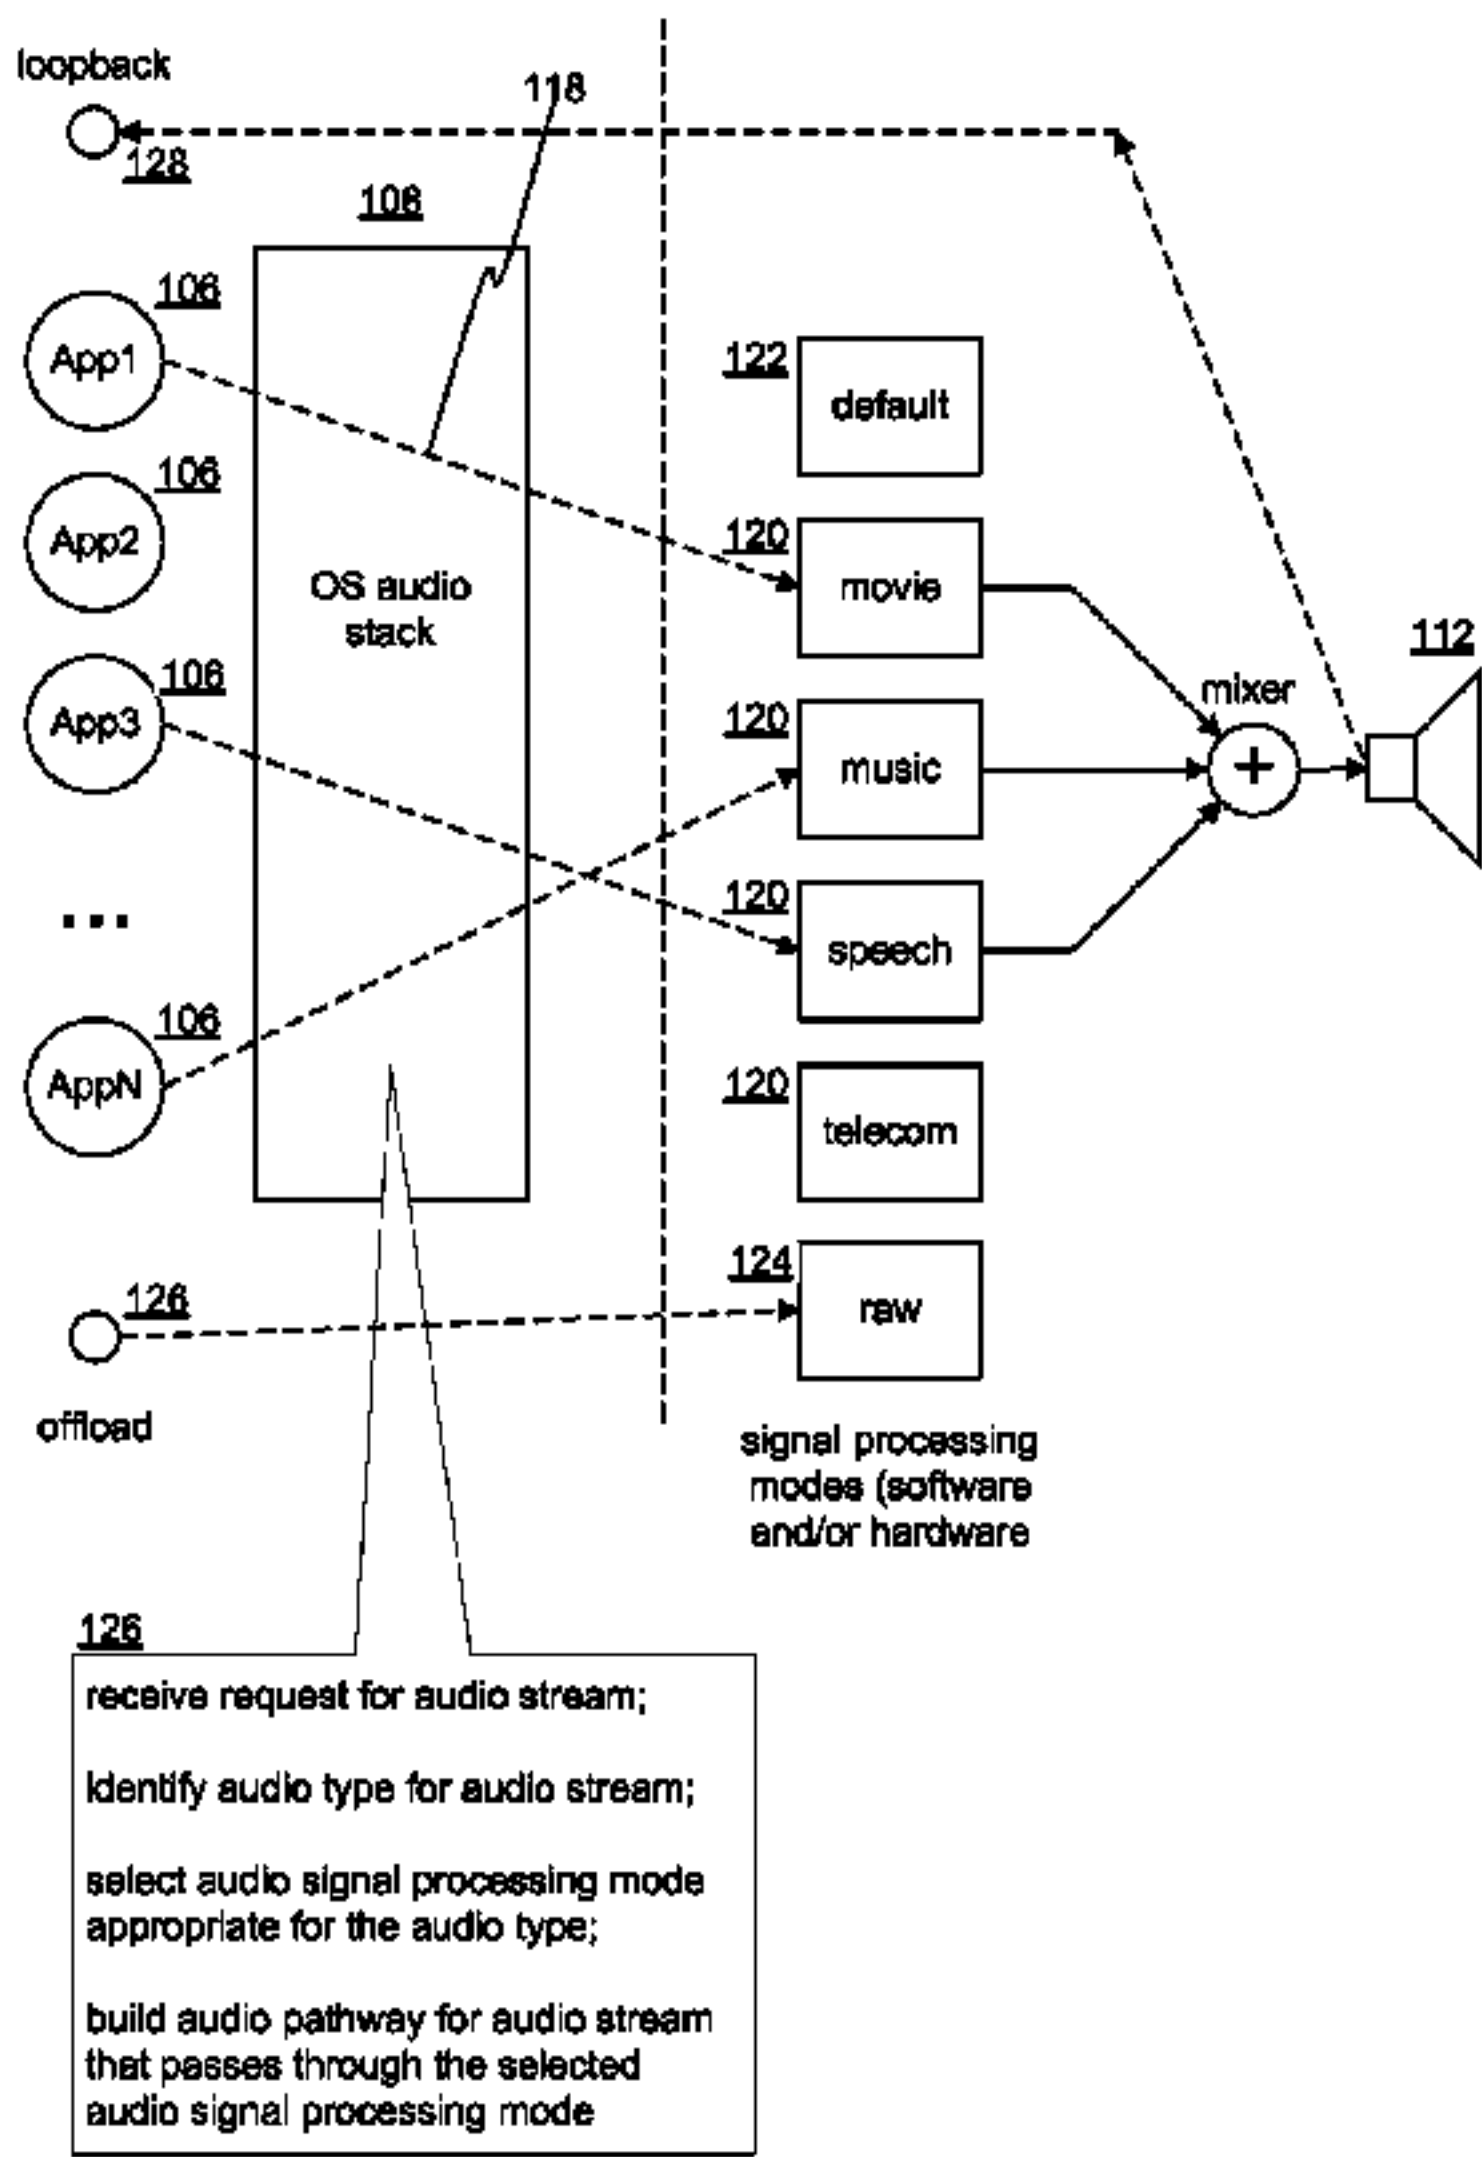 loopback
118
128
108
106
App1
122
default
106
App2
120
movie
OS audio
stack
112
106
App3
mixer
120
music
+
120
speech
...
106
AppN
120
telecom
124
raw
126
offload
signal processing
modes (software
and/or hardware
126
receive request for audio stream;
identify audio type for audio stream;
select audio signal processing mode
appropriate for the audio type;
build audio pathway for audio stream
that passes through the selected
audio signal processing mode